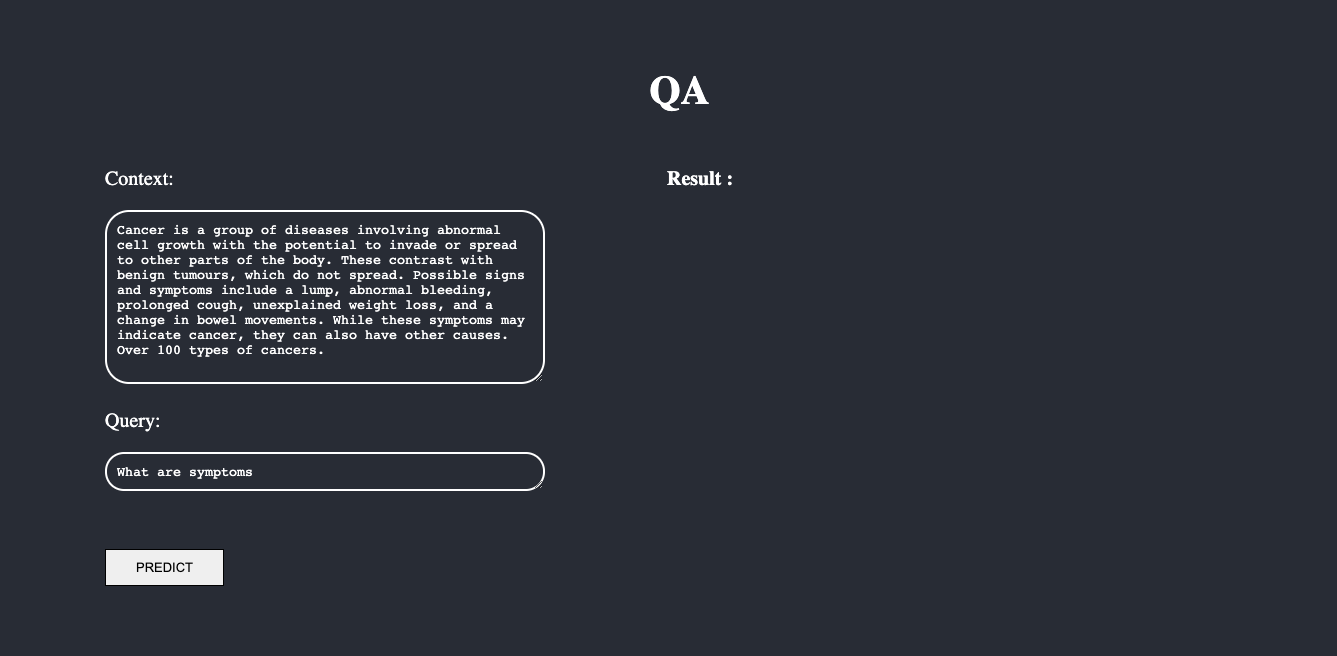 QA
Context:
Cancer is a group of diseases involving abnormal
cell growth with the potential to invade or spread
to other parts of the body. These contrast with
benign tumours, which do not spread. Possible signs
and symptoms include a lump, abnormal bleeding,
prolonged cough, unexplained weight loss, and a
change in bowel movements. While these symptoms may
indicate cancer, they can also have other causes.
Over 100 types of cancers.
Query:
What are symptoms
PREDICT
Result :